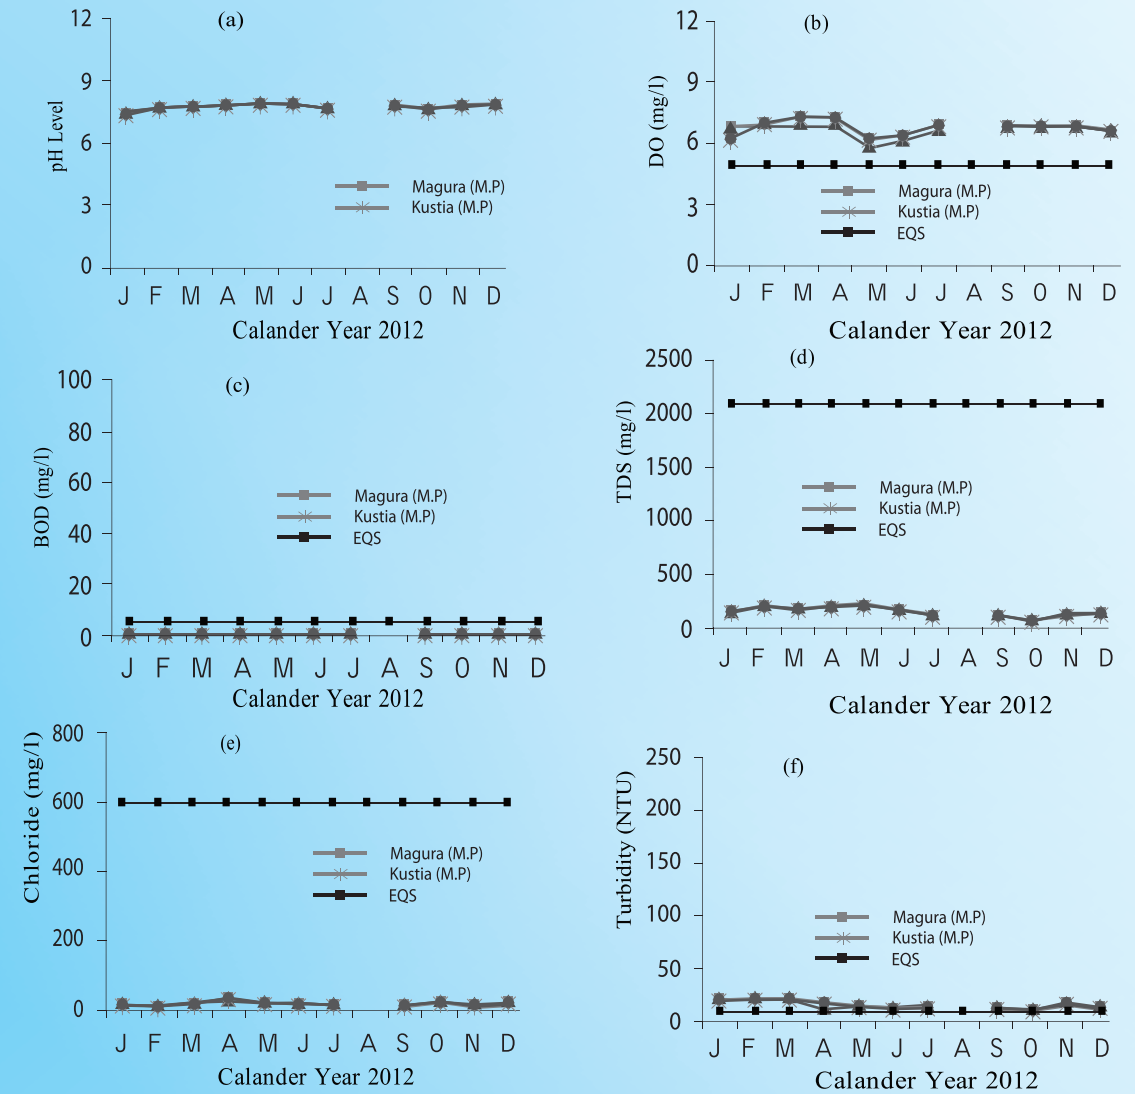 (a)
pH Level
12
9
6
3
0
Magura (M.P)
Kustia (M.P)
J F M A M J J A S O N D
Calander Year 2012
(b)
DO (mg/l)
12
9
6
3
0
Magura (M.P)
Kustia (M.P)
EQS
J F M A M J J A S O N D
Calander Year 2012
(c)
BOD (mg/l)
100
80
60
40
20
0
Magura (M.P)
Kustia (M.P)
EQS
J F M A M J J A S O N D
Calander Year 2012
(d)
TDS (mg/l)
2500
2000
1500
1000
500
0
Magura (M.P)
Kustia (M.P)
EQS
J F M A M J J A S O N D
Calander Year 2012
(e)
Chloride (mg/l)
800
600
400
200
0
Magura (M.P)
Kustia (M.P)
EQS
J F M A M J J A S O N D
Calander Year 2012
(f)
Turbidity (NTU)
250
200
150
100
50
0
Magura (M.P)
Kustia (M.P)
EQS
J F M A M J J A S O N D
Calander Year 2012